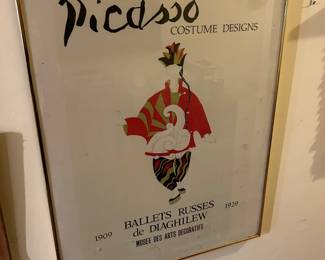 Picasso
COSTUME DESIGNS
BALLETS RUSSES
1909 de DIAGHILEW 1929
MUSEE DES ARTS DECORATIFS